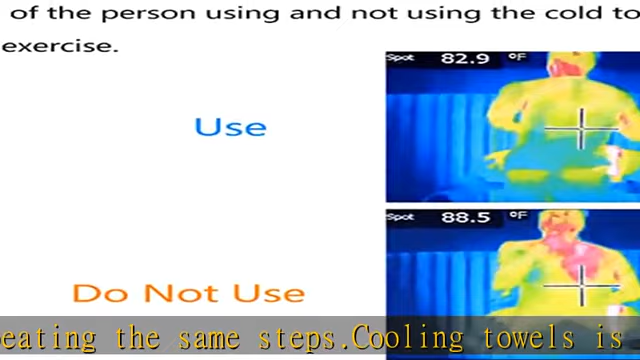 of the person using and not using the cold to
exercise.
Spot 82.9 °F
Use
Spot 88.5 °F
Do Not Use
eating the same steps.Cooling towels is